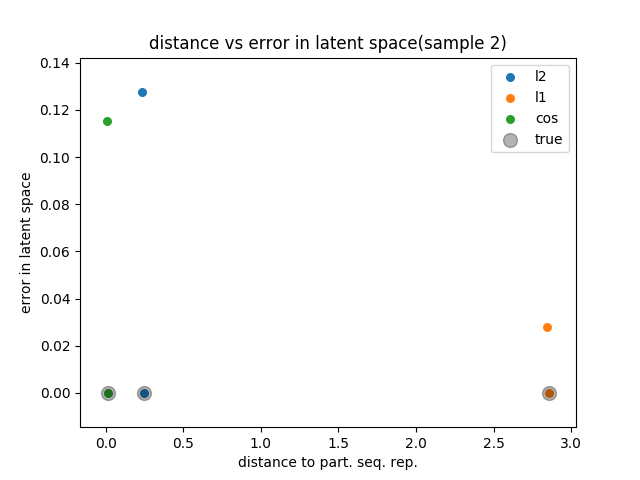 distance vs error in latent space(sample 2)
0.14
0.12
0.10
0.08
0.06
0.04
0.02
0.00
error in latent space
l2
l1
cos
true
0.0 0.5 1.0 1.5 2.0 2.5 3.0
distance to part. seq. rep.